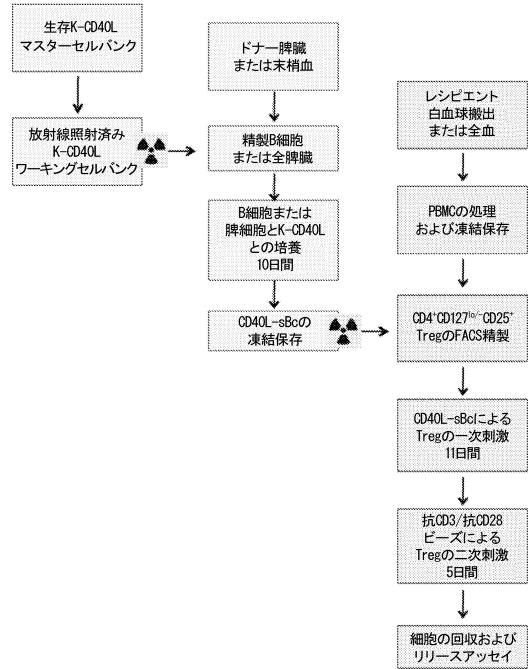 生存K-CD40L
マスターセルバンク
放射線照射済み
K-CD40L
ワーキングセルバンク
ドナー脾臓
または末梢血
精製B細胞
または全脾臓
B細胞または
脾細胞とK-CD40L
との培養
10日間
CD40L-sBcの
凍結保存
レシピエント
白血球搬出
または全血
PBMCの処理
および凍結保存
CD4⁺CD127ˡᵒ/⁻CD25⁺
TregのFACS精製
CD40L-sBcによる
Tregの一次刺激
11日間
抗CD3/抗CD28
ビーズによる
Tregの二次刺激
5日間
細胞の回収および
リリースアッセイ